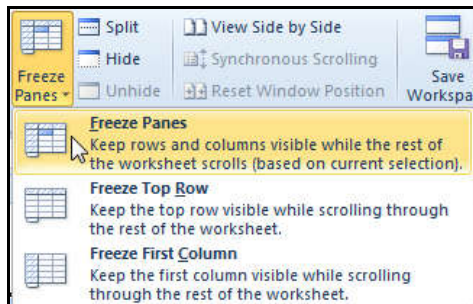 Split
View Side by Side
Hide
Synchronous Scrolling
Freeze
Panes
Unhide
Reset Window Position
Save
Workspa
Freeze Panes
Keep rows and columns visible while the rest of
the worksheet scrolls (based on current selection).
Freeze Top Row
Keep the top row visible while scrolling through
the rest of the worksheet.
Freeze First Column
Keep the first column visible while scrolling
through the rest of the worksheet.